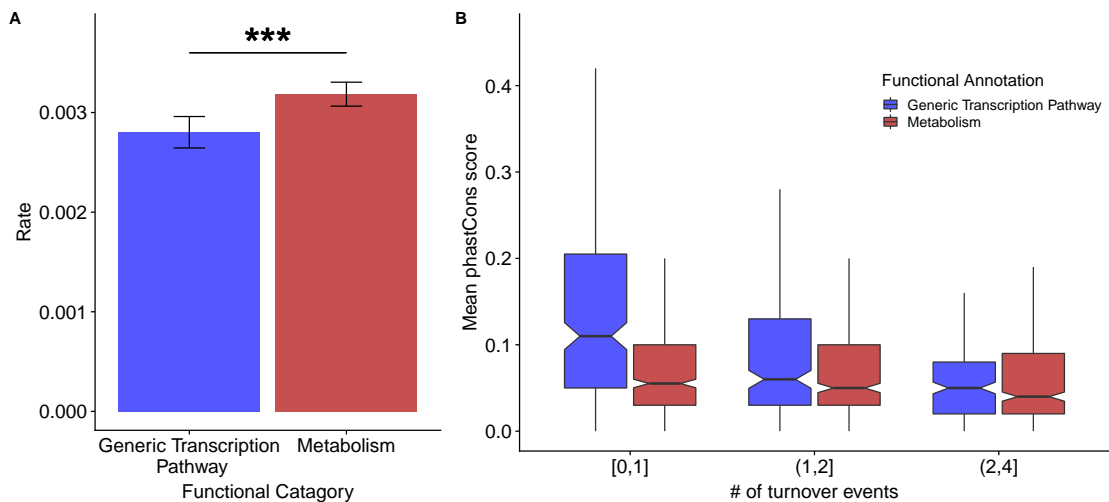 A
***
Rate
0.003
0.002
0.001
0.000
Generic Transcription
Pathway
Metabolism
Functional Catagory
B
Mean phastCons score
0.4
0.3
0.2
0.1
0.0
Functional Annotation
Generic Transcription Pathway
Metabolism
[0,1]
(1,2]
(2,4]
# of turnover events